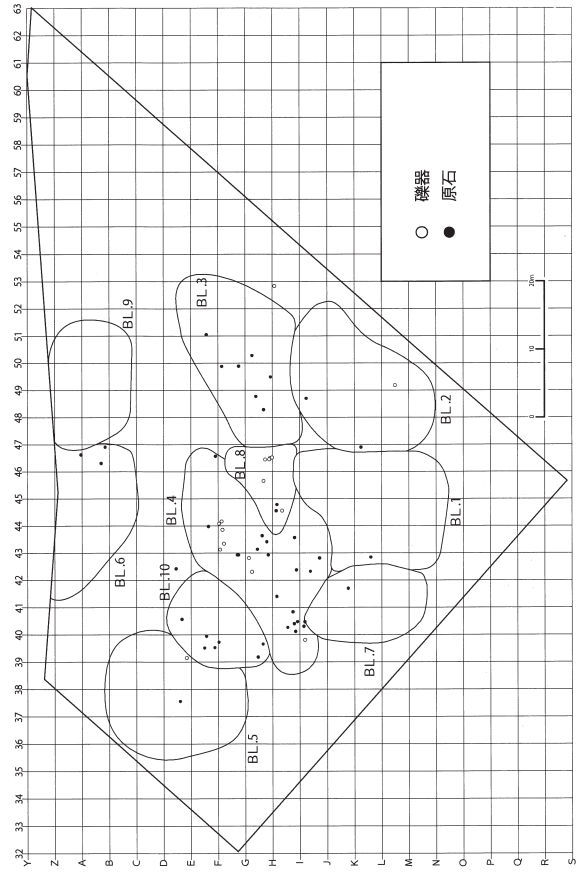 63
62
61
60
59
58
57
56
55
54
53
52
51
50
49
48
47
46
45
44
43
42
41
40
39
38
37
36
35
34
33
32
Y Z A B C D E F G H I J K L M N O P Q R S
○ 礫器
● 原石
0 10 20m
BL.9
BL.3
BL.2
BL.8
BL.4
BL.1
BL.6
BL.10
BL.7
BL.5